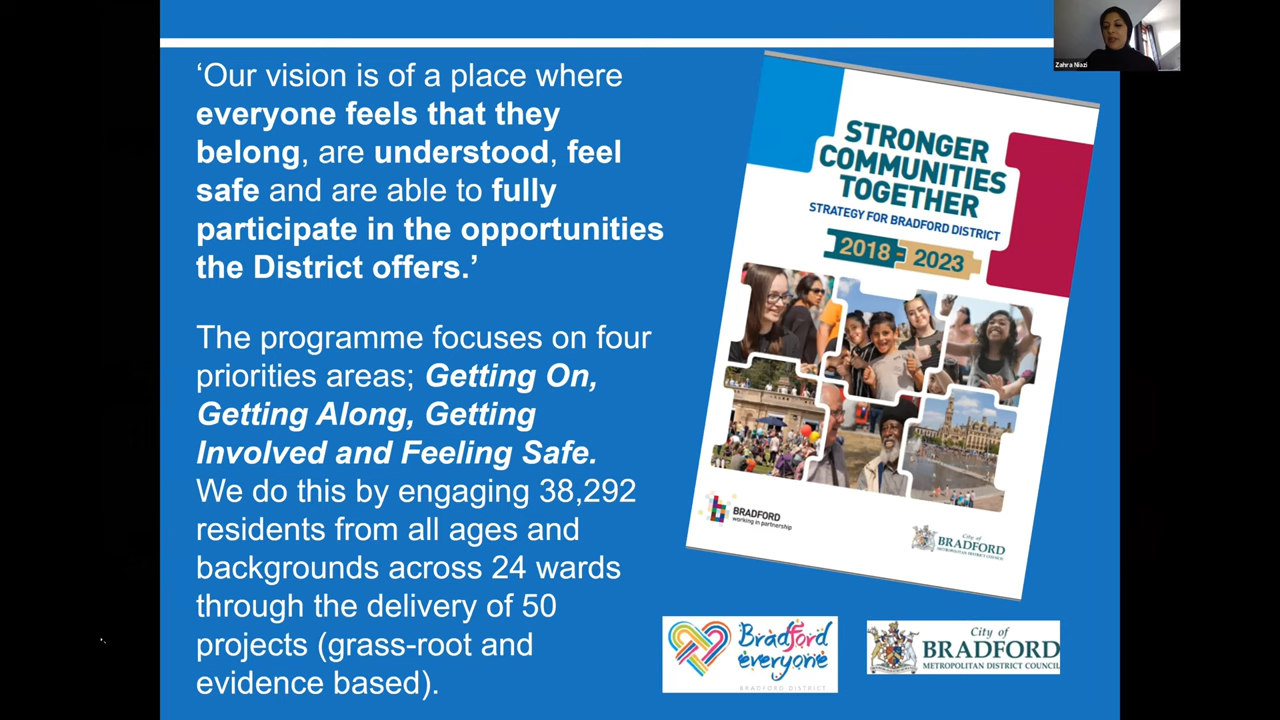 ‘Our vision is of a place where
everyone feels that they
belong, are understood, feel
safe and are able to fully
participate in the opportunities
the District offers.’
The programme focuses on four
priorities areas; Getting On,
Getting Along, Getting
Involved and Feeling Safe.
We do this by engaging 38,292
residents from all ages and
backgrounds across 24 wards
through the delivery of 50
projects (grass-root and
evidence based).
Zahra Niazi
STRONGER
COMMUNITIES
TOGETHER
STRATEGY FOR BRADFORD DISTRICT
2018 - 2023
BRADFORD
working in partnership
City of
BRADFORD
METROPOLITAN DISTRICT COUNCIL
Bradford
everyone
BRADFORD DISTRICT
City of
BRADFORD
METROPOLITAN DISTRICT COUNCIL